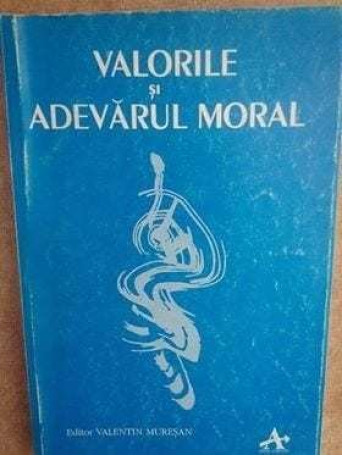 VALORILE
ȘI
ADEVĂRUL MORAL
Editor VALENTIN MUREȘAN